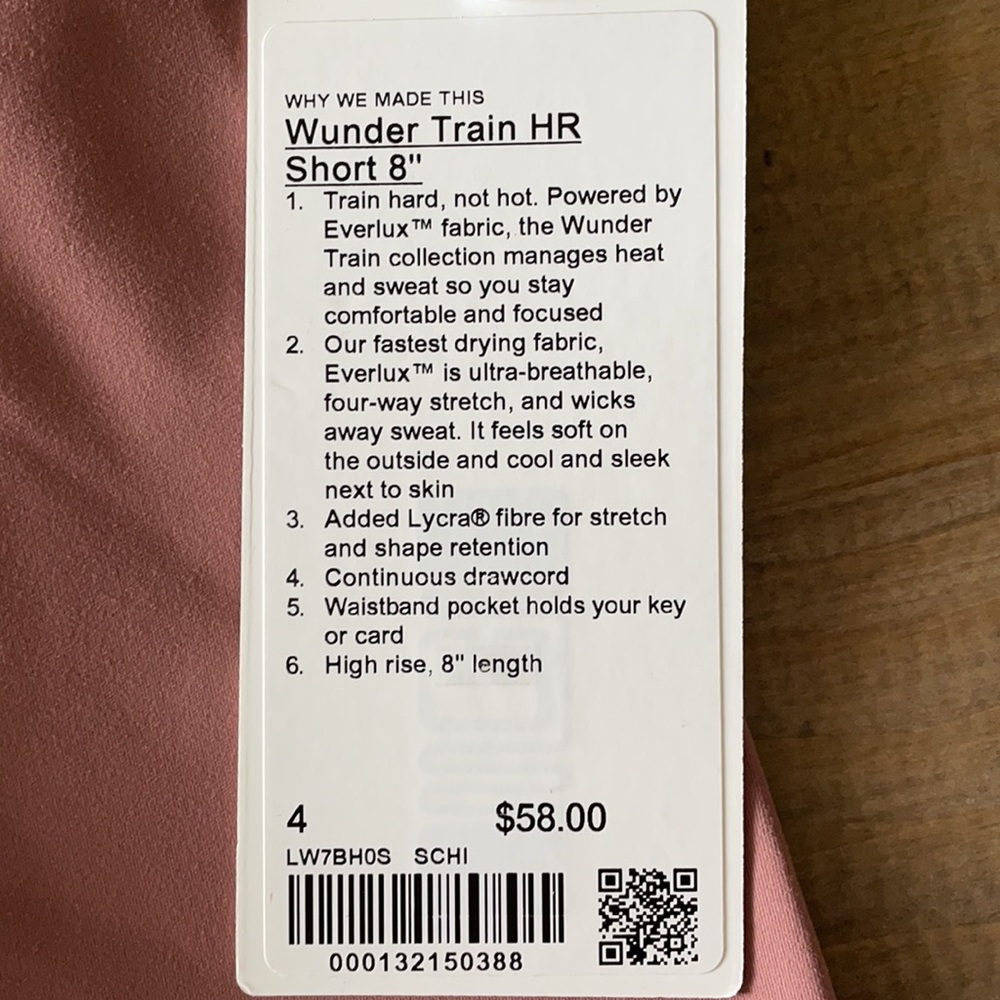 WHY WE MADE THIS
Wunder Train HR
Short 8"
1. Train hard, not hot. Powered by
Everlux™ fabric, the Wunder
Train collection manages heat
and sweat so you stay
comfortable and focused
2. Our fastest drying fabric,
Everlux™ is ultra-breathable,
four-way stretch, and wicks
away sweat. It feels soft on
the outside and cool and sleek
next to skin
3. Added Lycra® fibre for stretch
and shape retention
4. Continuous drawcord
5. Waistband pocket holds your key
or card
6. High rise, 8" length
4 $58.00
LW7BH0S SCHI
000132150388